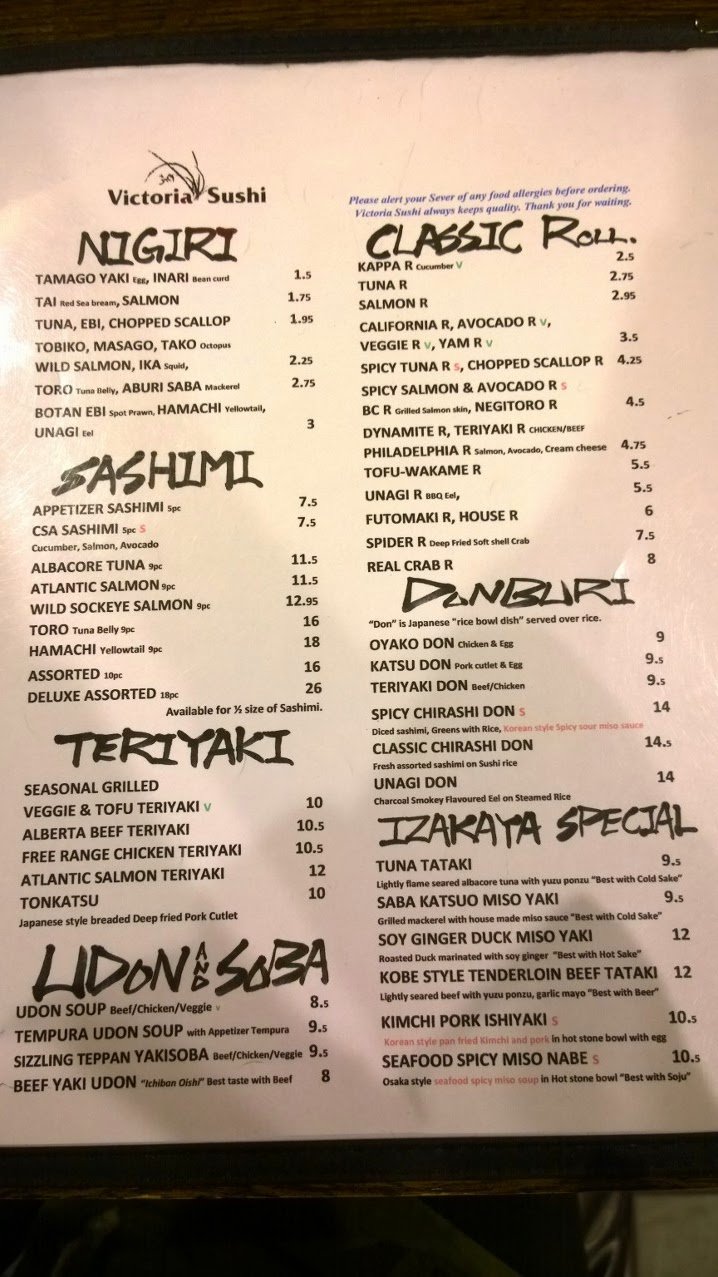 Victoria Sushi
Please alert your Sever of any food allergies before ordering.
Victoria Sushi always keeps quality. Thank you for waiting.
NIGIRI
TAMAGO YAKI Egg, INARI Bean curd 1.5
TAI Red Sea bream, SALMON 1.75
TUNA, EBI, CHOPPED SCALLOP 1.95
TOBIKO, MASAGO, TAKO Octopus
WILD SALMON, IKA Squid, 2.25
TORO Tuna Belly, ABURI SABA Mackerel 2.75
BOTAN EBI Spot Prawn, HAMACHI Yellowtail,
UNAGI Eel 3
SASHIMI
APPETIZER SASHIMI 5pc 7.5
CSA SASHIMI 5pc S 7.5
Cucumber, Salmon, Avocado
ALBACORE TUNA 9pc 11.5
ATLANTIC SALMON 9pc 11.5
WILD SOCKEYE SALMON 9pc 12.95
TORO Tuna Belly 9pc 16
HAMACHI Yellowtail 9pc 18
ASSORTED 10pc 16
DELUXE ASSORTED 18pc 26
Available for ½ size of Sashimi.
TERIYAKI
SEASONAL GRILLED
VEGGIE & TOFU TERIYAKI V 10
ALBERTA BEEF TERIYAKI 10.5
FREE RANGE CHICKEN TERIYAKI 10.5
ATLANTIC SALMON TERIYAKI 12
TONKATSU 10
Japanese style breaded Deep fried Pork Cutlet
UDON AND SOBA
UDON SOUP Beef/Chicken/Veggie V 8.5
TEMPURA UDON SOUP with Appetizer Tempura 9.5
SIZZLING TEPPAN YAKISOBA Beef/Chicken/Veggie 9.5
BEEF YAKI UDON "Ichiban Oishi" Best taste with Beef 8
CLASSIC ROLL.
KAPPA R Cucumber V 2.5
TUNA R 2.75
SALMON R 2.95
CALIFORNIA R, AVOCADO R V,
VEGGIE R V, YAM R V 3.5
SPICY TUNA R S, CHOPPED SCALLOP R 4.25
SPICY SALMON & AVOCADO R S
BC R Grilled Salmon skin, NEGITORO R 4.5
DYNAMITE R, TERIYAKI R CHICKEN/BEEF
PHILADELPHIA R Salmon, Avocado, Cream cheese 4.75
TOFU-WAKAME R 5.5
UNAGI R BBQ Eel, 5.5
FUTOMAKI R, HOUSE R 6
SPIDER R Deep Fried Soft shell Crab 7.5
REAL CRAB R 8
DONBURI
"Don" is Japanese "rice bowl dish" served over rice.
OYAKO DON Chicken & Egg 9
KATSU DON Pork cutlet & Egg 9.5
TERIYAKI DON Beef/Chicken 9.5
SPICY CHIRASHI DON S 14
Diced sashimi, Greens with Rice, Korean style Spicy sour miso sauce
CLASSIC CHIRASHI DON 14.5
Fresh assorted sashimi on Sushi rice
UNAGI DON 14
Charcoal Smokey Flavoured Eel on Steamed Rice
IZAKAYA SPECIAL
TUNA TATAKI 9.5
Lightly flame seared albacore tuna with yuzu ponzu "Best with Cold Sake"
SABA KATSUO MISO YAKI 9.5
Grilled mackerel with house made miso sauce "Best with Cold Sake"
SOY GINGER DUCK MISO YAKI 12
Roasted Duck marinated with soy ginger "Best with Hot Sake"
KOBE STYLE TENDERLOIN BEEF TATAKI 12
Lightly seared beef with yuzu ponzu, garlic mayo "Best with Beer"
KIMCHI PORK ISHIYAKI S 10.5
Korean style pan fried Kimchi and pork in hot stone bowl with egg
SEAFOOD SPICY MISO NABE S 10.5
Osaka style seafood spicy miso soup in Hot stone bowl "Best with Soju"